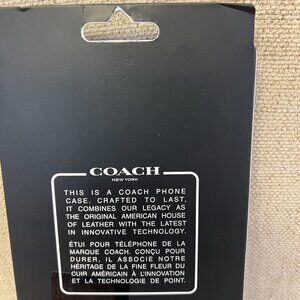 COACH
NEW YORK
THIS IS A COACH PHONE
CASE. CRAFTED TO LAST,
IT COMBINES OUR LEGACY AS
THE ORIGINAL AMERICAN HOUSE
OF LEATHER WITH THE LATEST
IN INNOVATIVE TECHNOLOGY.
ÉTUI POUR TÉLÉPHONE DE LA
MARQUE COACH. CONÇU POUR
DURER, IL ASSOCIE NOTRE
HÉRITAGE DE LA FINE FLEUR DU
CUIR AMÉRICAIN À L'INNOVATION
ET LA TECHNOLOGIE DE POINT.